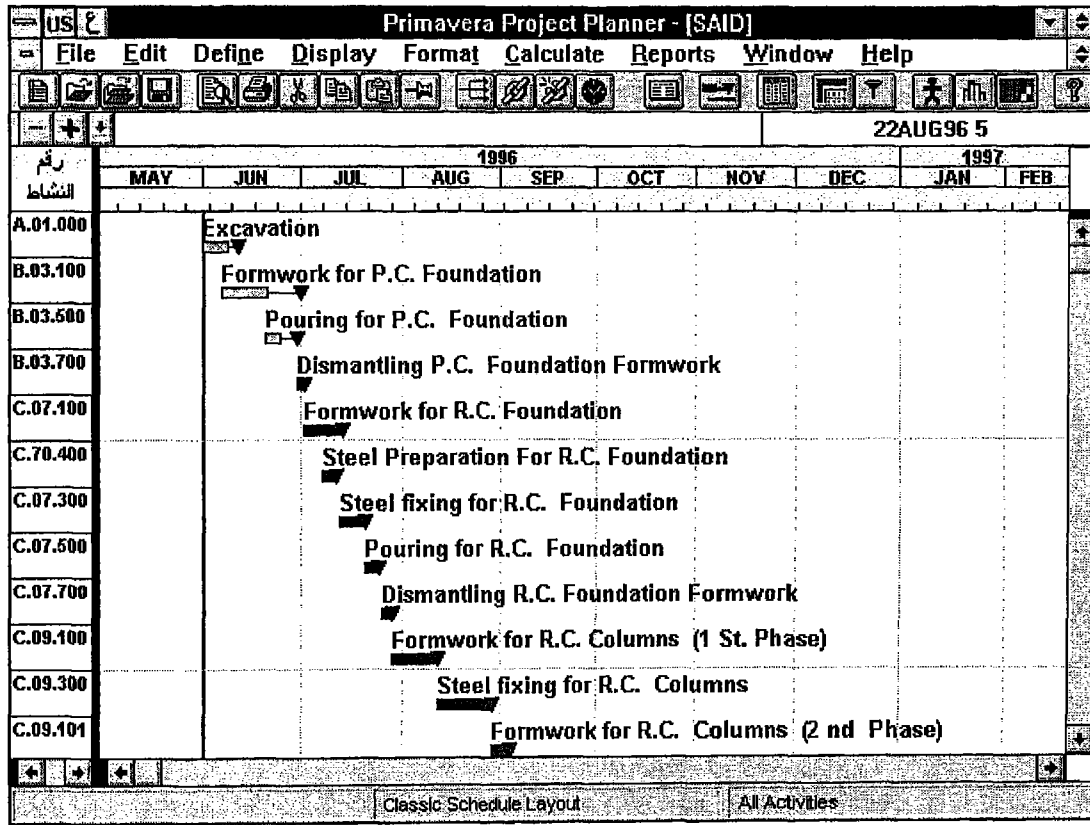 US ع Primavera Project Planner - [SAID]
File Edit Define Display Format Calculate Reports Window Help
22AUG96 5
رقم
النشاط
1996 1997
MAY JUN JUL AUG SEP OCT NOV DEC JAN FEB
A.01.000 Excavation
B.03.100 Formwork for P.C. Foundation
B.03.500 Pouring for P.C. Foundation
B.03.700 Dismantling P.C. Foundation Formwork
C.07.100 Formwork for R.C. Foundation
C.70.400 Steel Preparation For R.C. Foundation
C.07.300 Steel fixing for R.C. Foundation
C.07.500 Pouring for R.C. Foundation
C.07.700 Dismantling R.C. Foundation Formwork
C.09.100 Formwork for R.C. Columns (1 St. Phase)
C.09.300 Steel fixing for R.C. Columns
C.09.101 Formwork for R.C. Columns (2 nd Phase)
Classic Schedule Layout All Activities